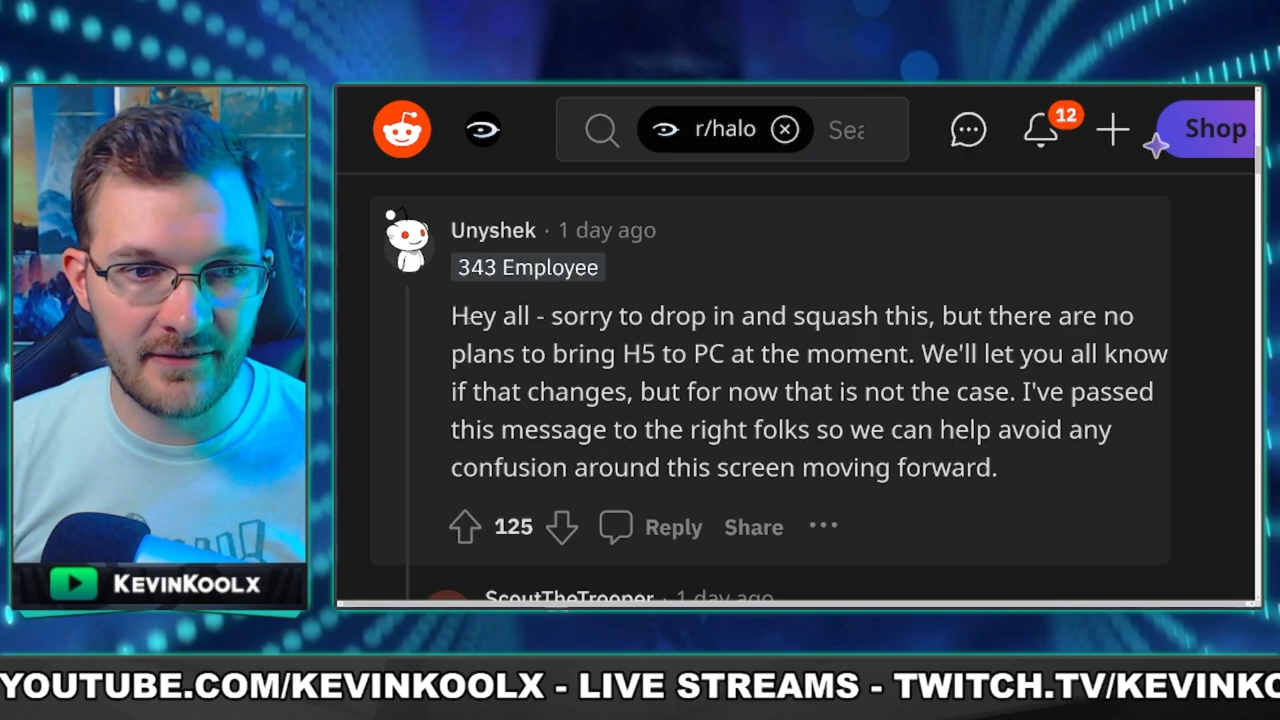 r/halo
12
Shop
Unyshek · 1 day ago
343 Employee
Hey all - sorry to drop in and squash this, but there are no
plans to bring H5 to PC at the moment. We'll let you all know
if that changes, but for now that is not the case. I've passed
this message to the right folks so we can help avoid any
confusion around this screen moving forward.
125
Reply Share
ScoutTheTrooper · 1 day ago
KEVINKOOLX
YOUTUBE.COM/KEVINKOOLX - LIVE STREAMS - TWITCH.TV/KEVINKO